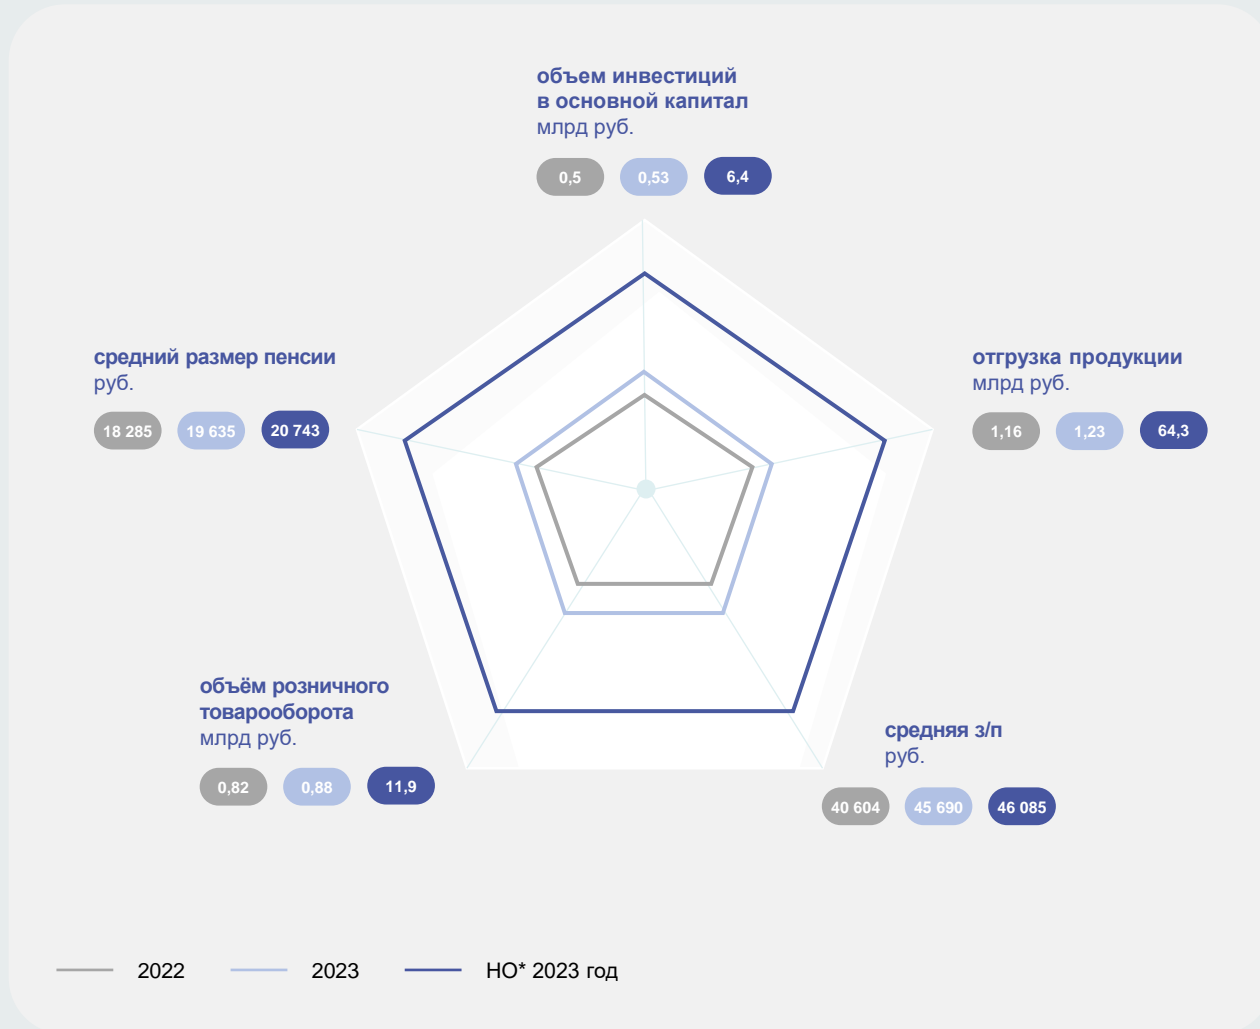 объем инвестиций
в основной капитал
млрд руб.
0,5 0,53 6,4
средний размер пенсии
руб.
18 285 19 635 20 743
отгрузка продукции
млрд руб.
1,16 1,23 64,3
объём розничного
товарооборота
млрд руб.
0,82 0,88 11,9
средняя з/п
руб.
40 604 45 690 46 085
2022 2023 НО* 2023 год